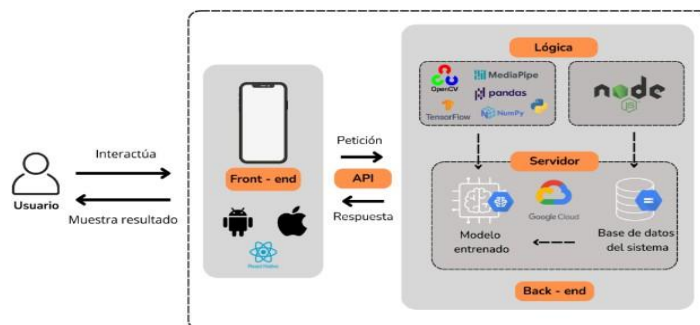 Usuario
Interactúa
Muestra resultado
Front - end
React Native
Petición
API
Respuesta
Lógica
OpenCV
MediaPipe
pandas
TensorFlow
NumPy
node
JS
Servidor
Modelo
entrenado
Google Cloud
Base de datos
del sistema
Back - end